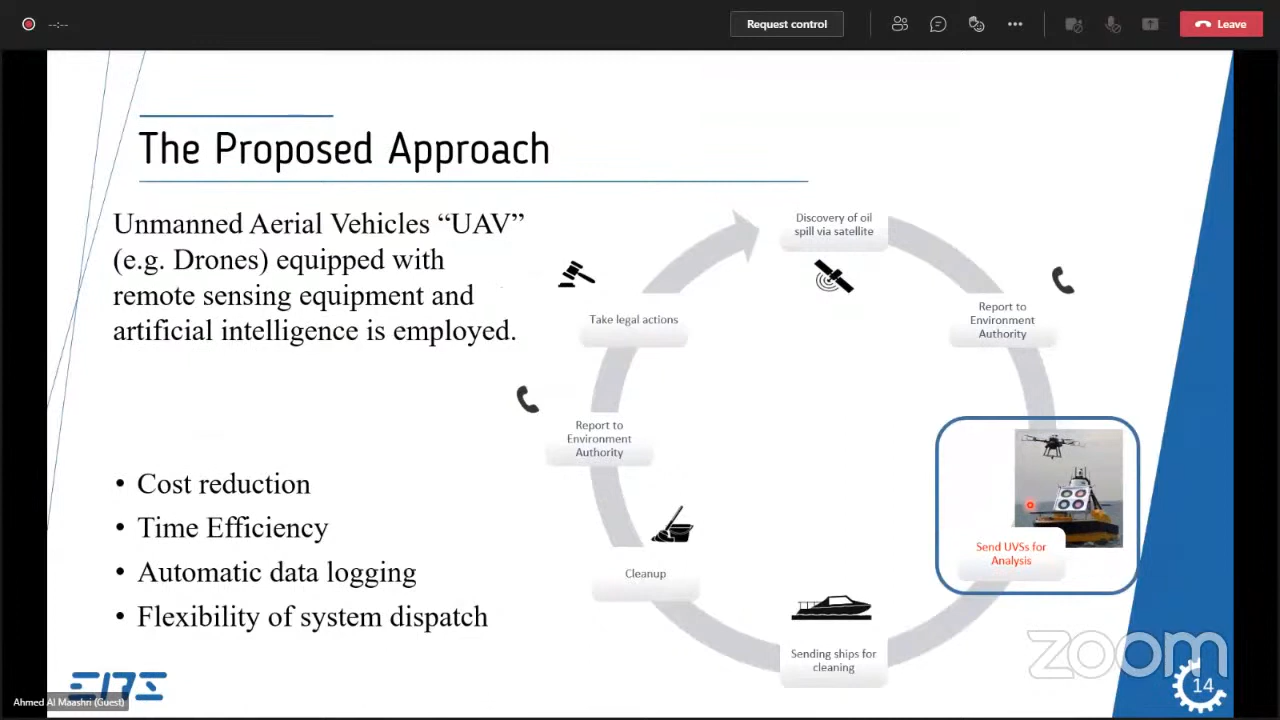 --:--
Request control
Leave
The Proposed Approach
Unmanned Aerial Vehicles “UAV”
(e.g. Drones) equipped with
remote sensing equipment and
artificial intelligence is employed.
• Cost reduction
• Time Efficiency
• Automatic data logging
• Flexibility of system dispatch
Discovery of oil
spill via satellite
Report to
Environment
Authority
Send UVSs for
Analysis
Sending ships for
cleaning
Cleanup
Report to
Environment
Authority
Take legal actions
zoom
14
Ahmed Al Maashri (Guest)